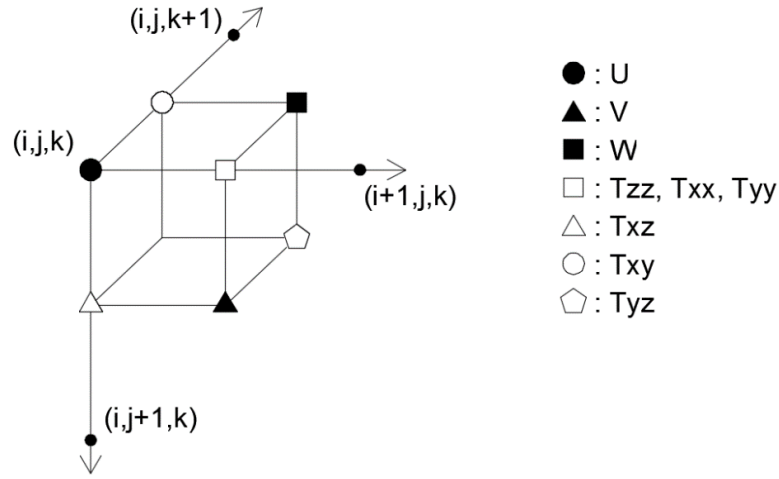 (i,j,k+1)
(i,j,k)
(i+1,j,k)
(i,j+1,k)
: U
: V
: W
: Tzz, Txx, Tyy
: Txz
: Txy
: Tyz